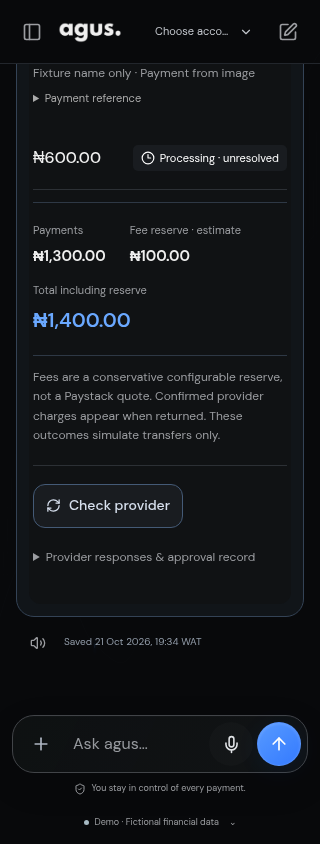 agus.
Choose acco...
Fixture name only · Payment from image
▶ Payment reference
₦600.00
Processing · unresolved
Payments
Fee reserve · estimate
₦1,300.00
₦100.00
Total including reserve
₦1,400.00
Fees are a conservative configurable reserve,
not a Paystack quote. Confirmed provider
charges appear when returned. These
outcomes simulate transfers only.
Check provider
▶ Provider responses & approval record
Saved 21 Oct 2026, 19:34 WAT
Ask agus...
You stay in control of every payment.
Demo · Fictional financial data